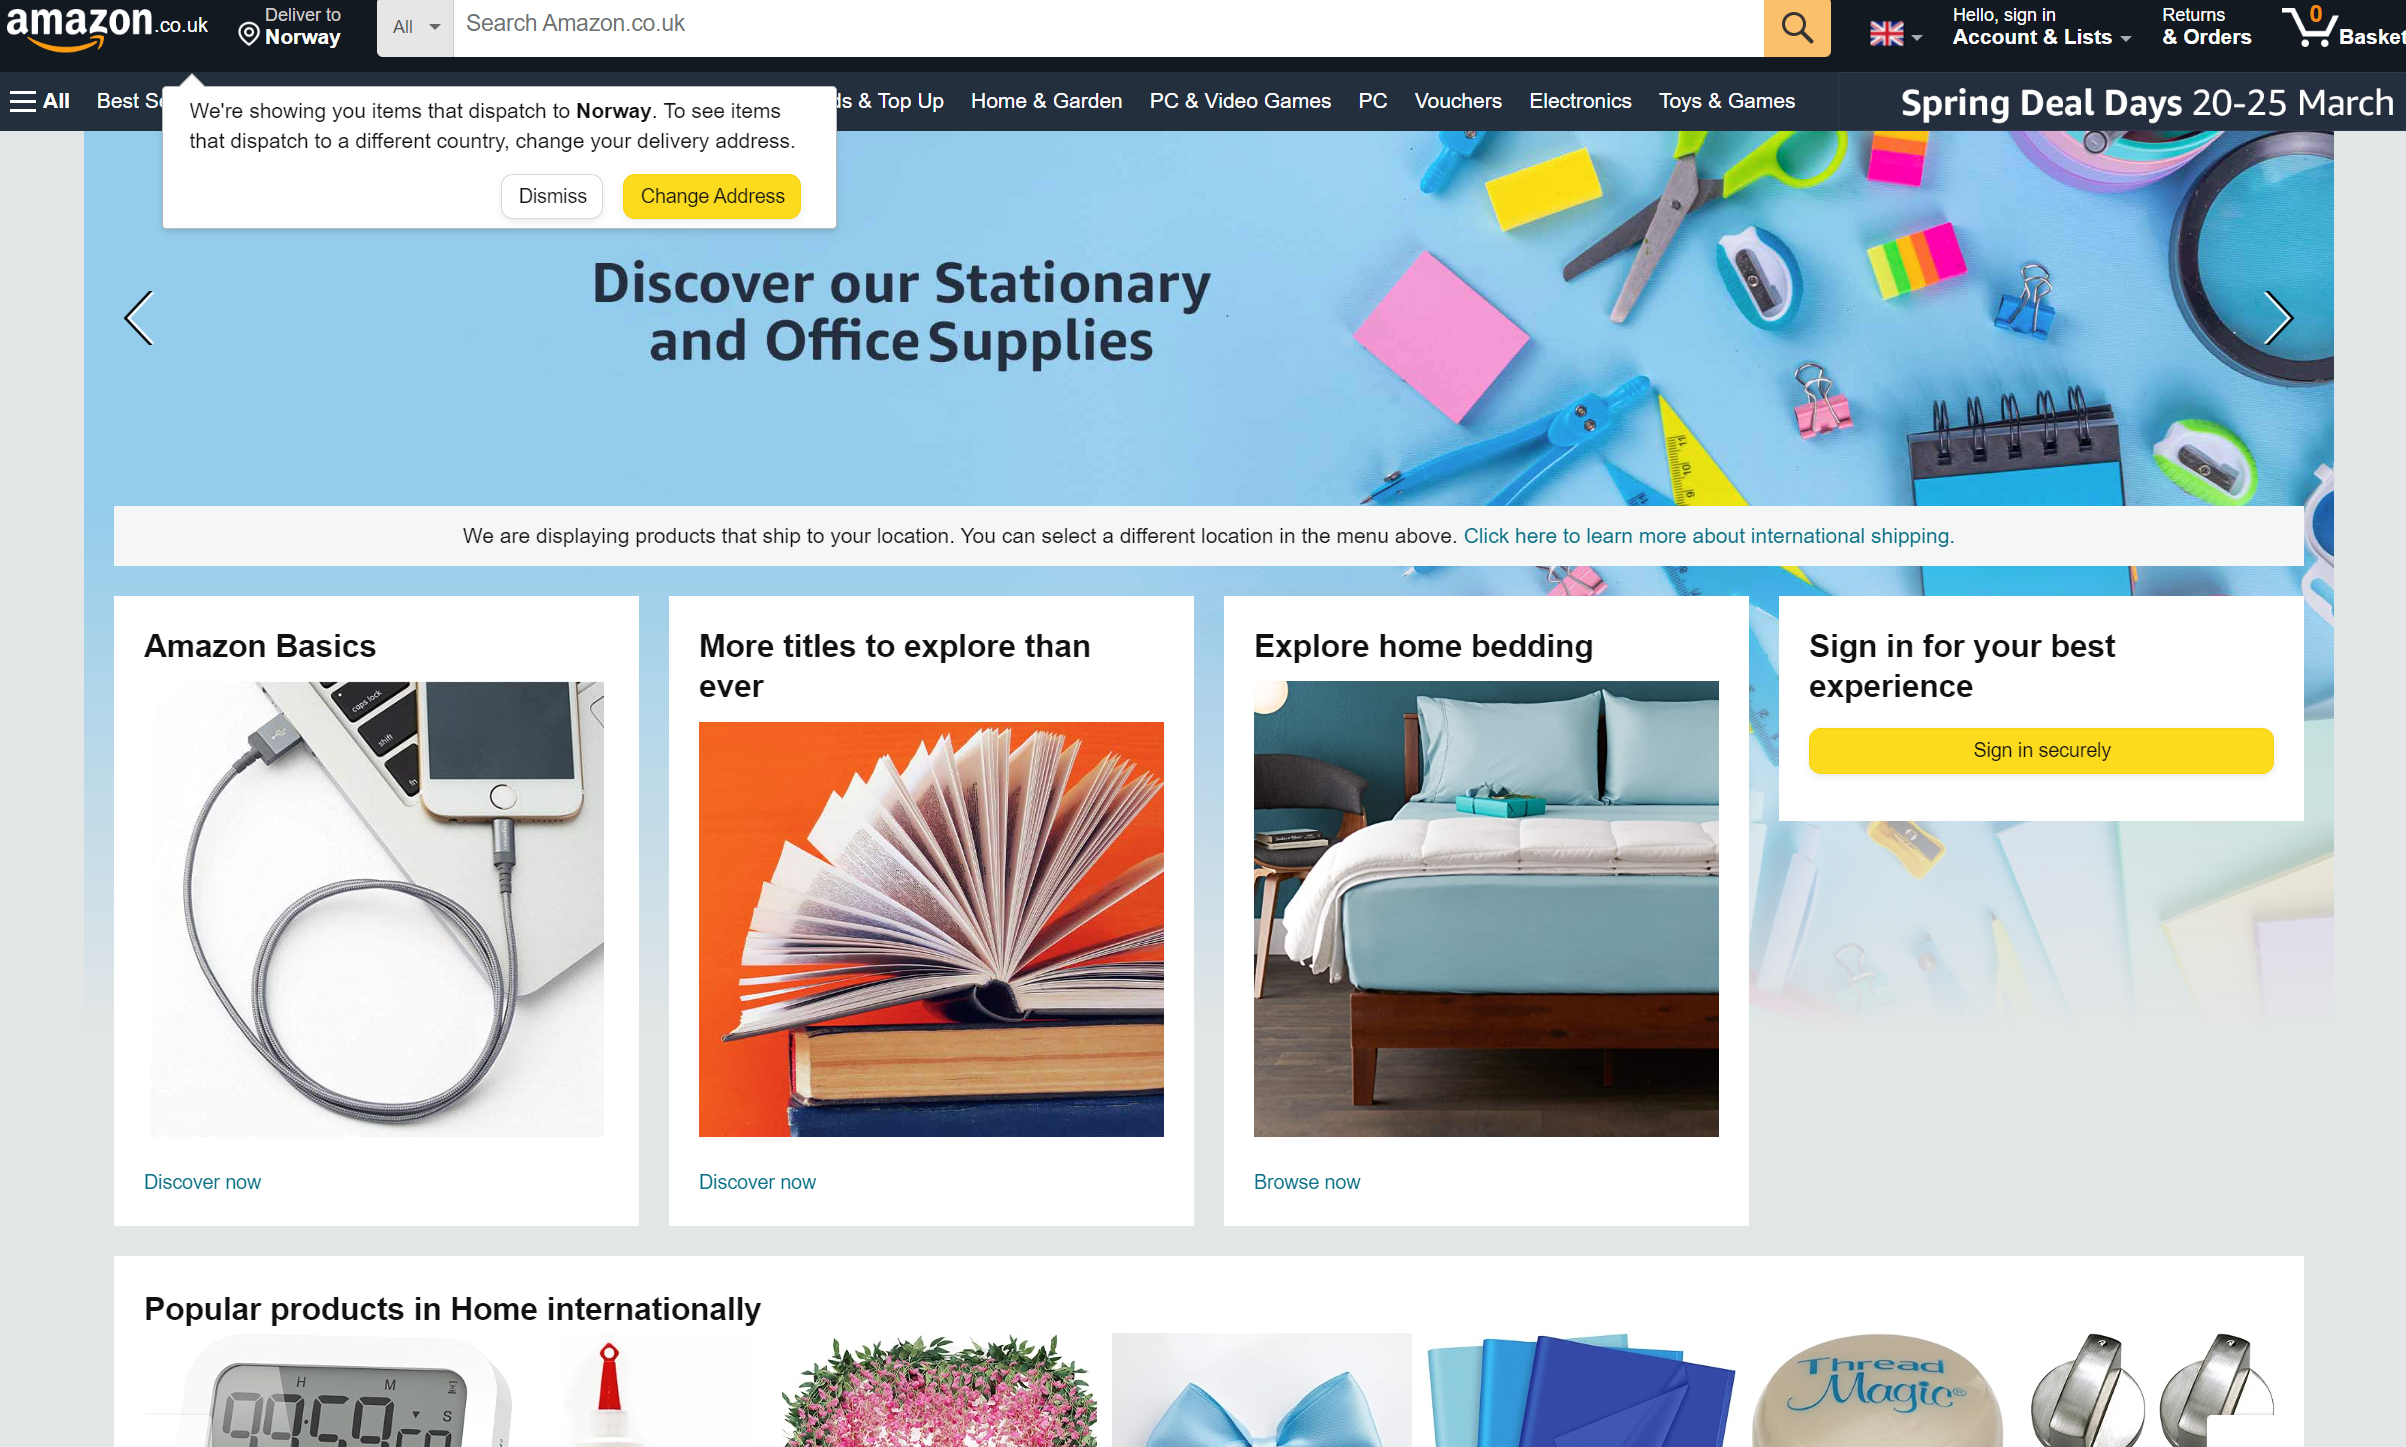 amazon.co.uk
Deliver to
Norway
All
Search Amazon.co.uk
Hello, sign in
Account & Lists
Returns
& Orders
0
Basket
All
Best
& Top Up
Home & Garden
PC & Video Games
PC
Vouchers
Electronics
Toys & Games
Spring Deal Days 20-25 March
We're showing you items that dispatch to Norway. To see items
that dispatch to a different country, change your delivery address.
Dismiss
Change Address
Discover our Stationary
and Office Supplies
We are displaying products that ship to your location. You can select a different location in the menu above. Click here to learn more about international shipping.
Amazon Basics
caps lock
shift
fn
Discover now
More titles to explore than
ever
Discover now
Explore home bedding
Browse now
Sign in for your best
experience
Sign in securely
Popular products in Home internationally
H
M
S
Thread
Magic®